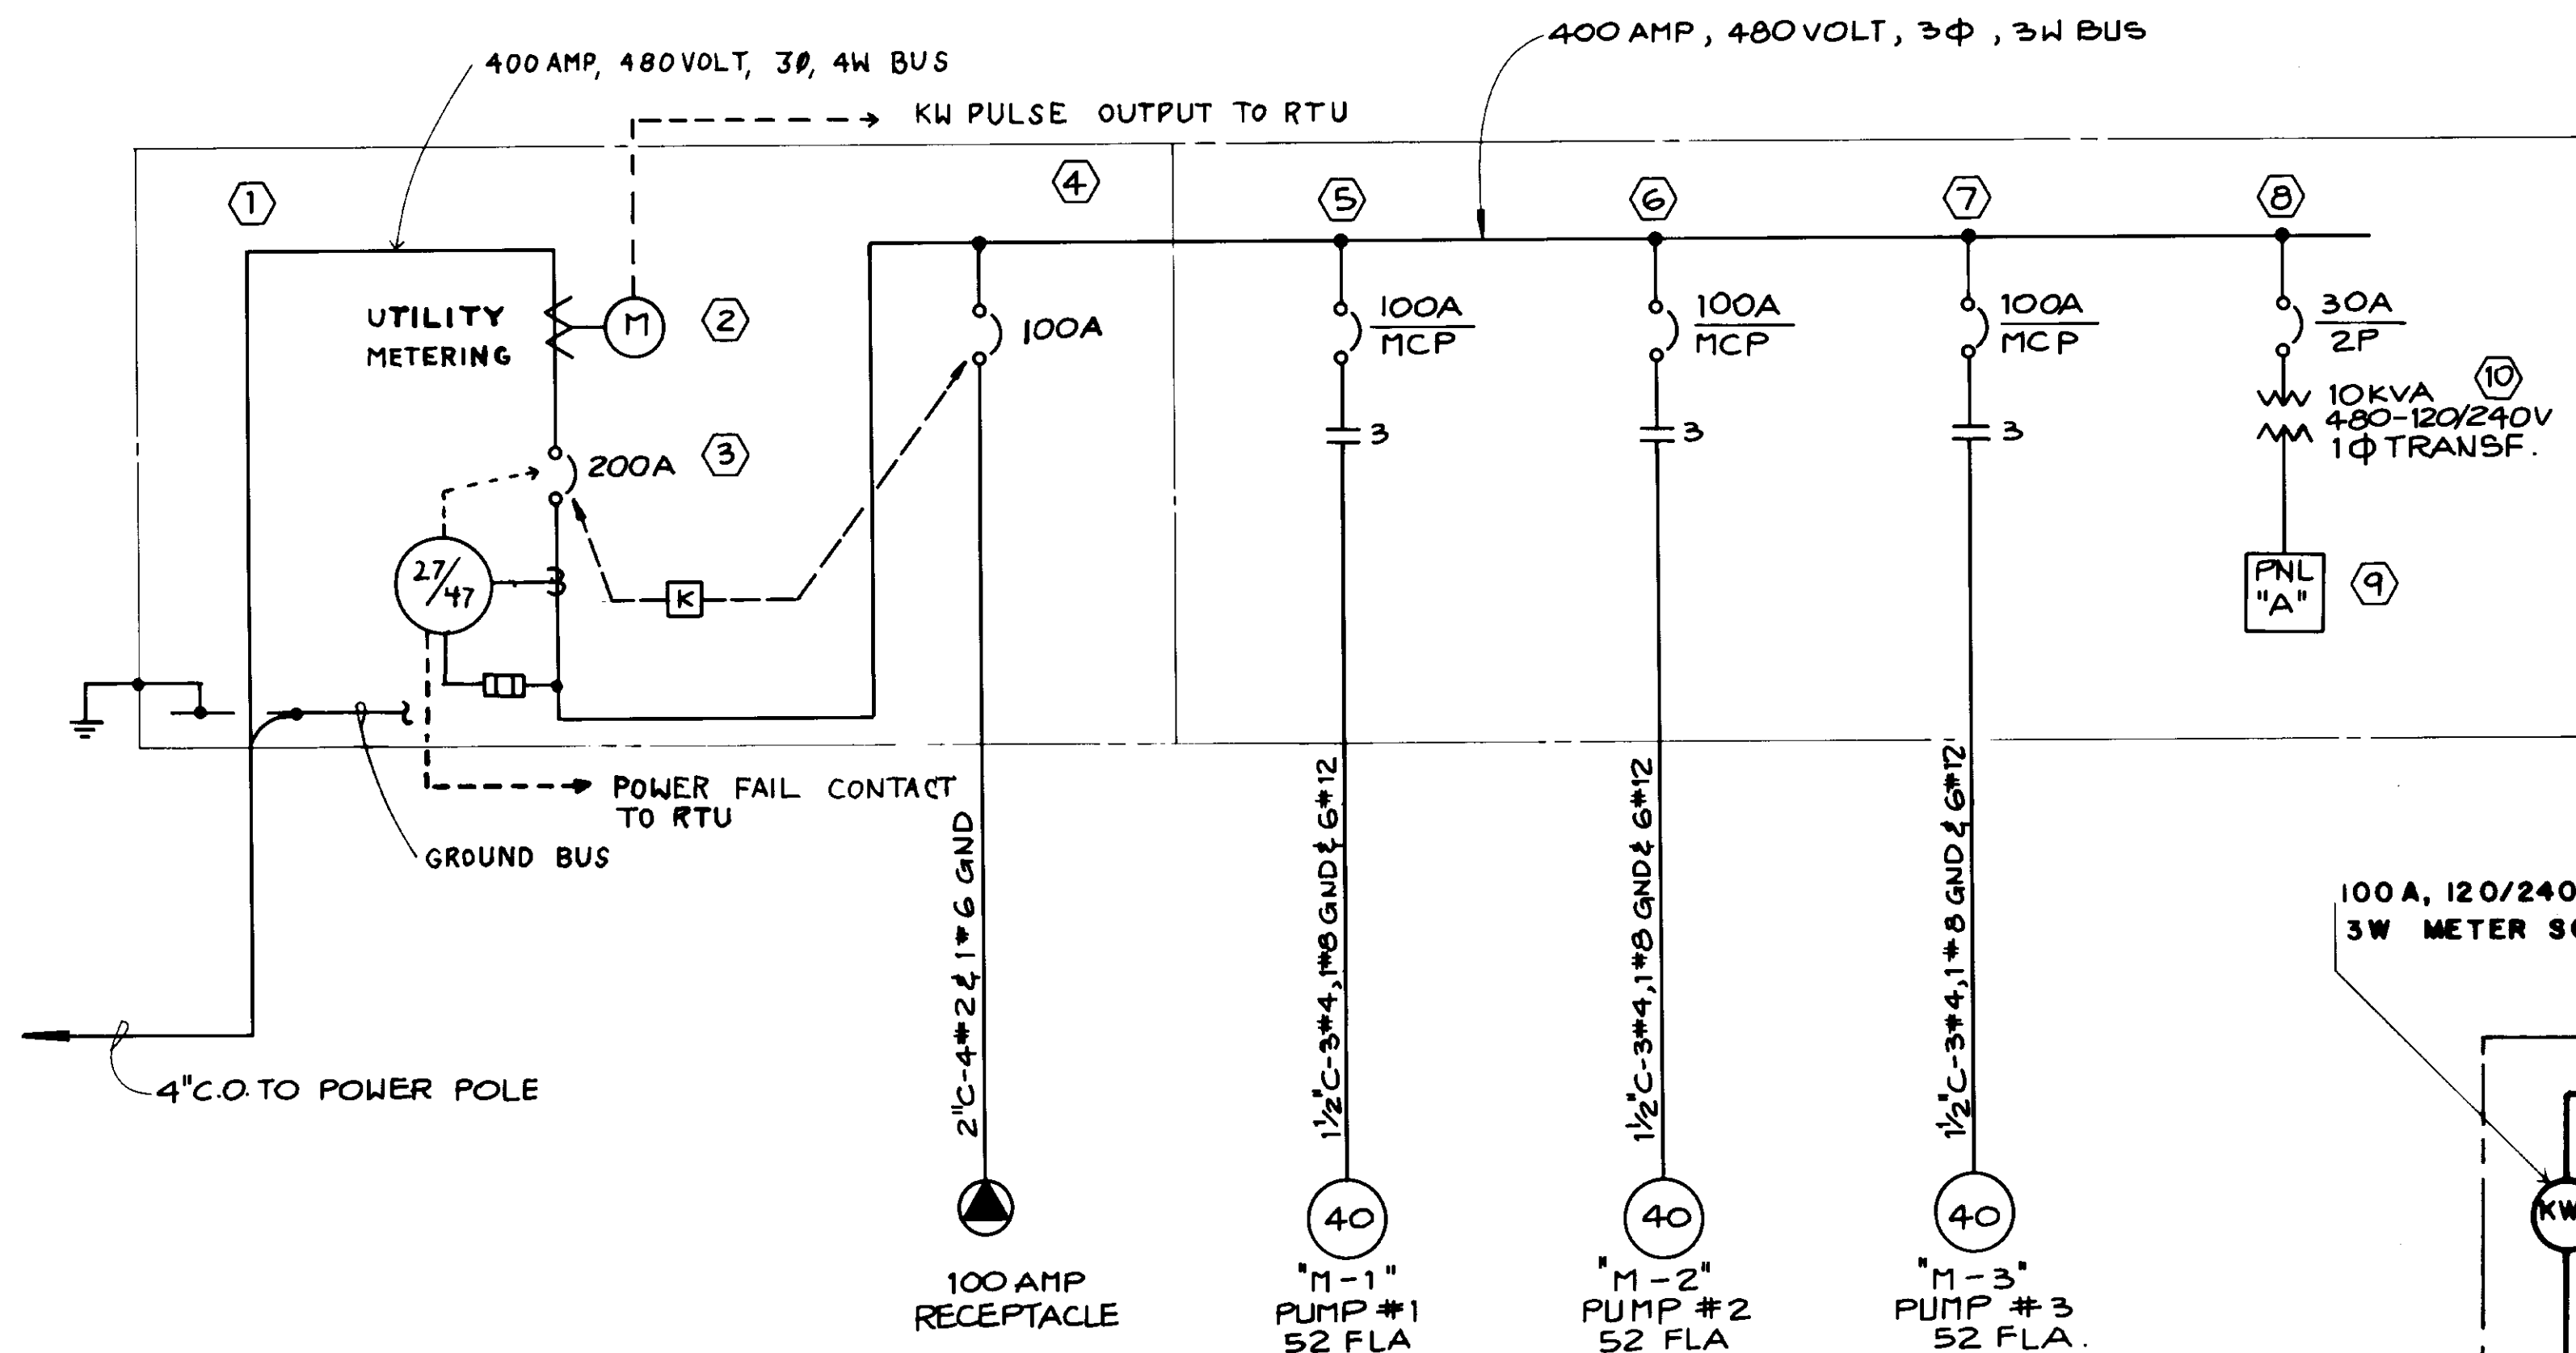 400 AMP, 480 VOLT, 3Ø, 4W BUS
400 AMP, 480 VOLT, 3Φ, 3W BUS
KW PULSE OUTPUT TO RTU
1
4
5
6
7
8
UTILITY
METERING
M
2
100A
100A
MCP
100A
MCP
100A
MCP
30A
2P
10
10KVA
480-120/240V
1Φ TRANSF.
3
3
3
200A
3
27/47
K
PNL
"A"
9
POWER FAIL CONTACT
TO RTU
GROUND BUS
2"C-4#2 & 1#6 GND
1½"C-3#4, 1#8 GND & 6#12
1½"C-3#4, 1#8 GND & 6#12
1½"C-3#4, 1#8 GND & 6#12
100 A, 120/240
3W METER
4"C.O. TO POWER POLE
40
40
40
KW
100 AMP
RECEPTACLE
"M-1"
PUMP #1
52 FLA
"M-2"
PUMP #2
52 FLA
"M-3"
PUMP #3
52 FLA.